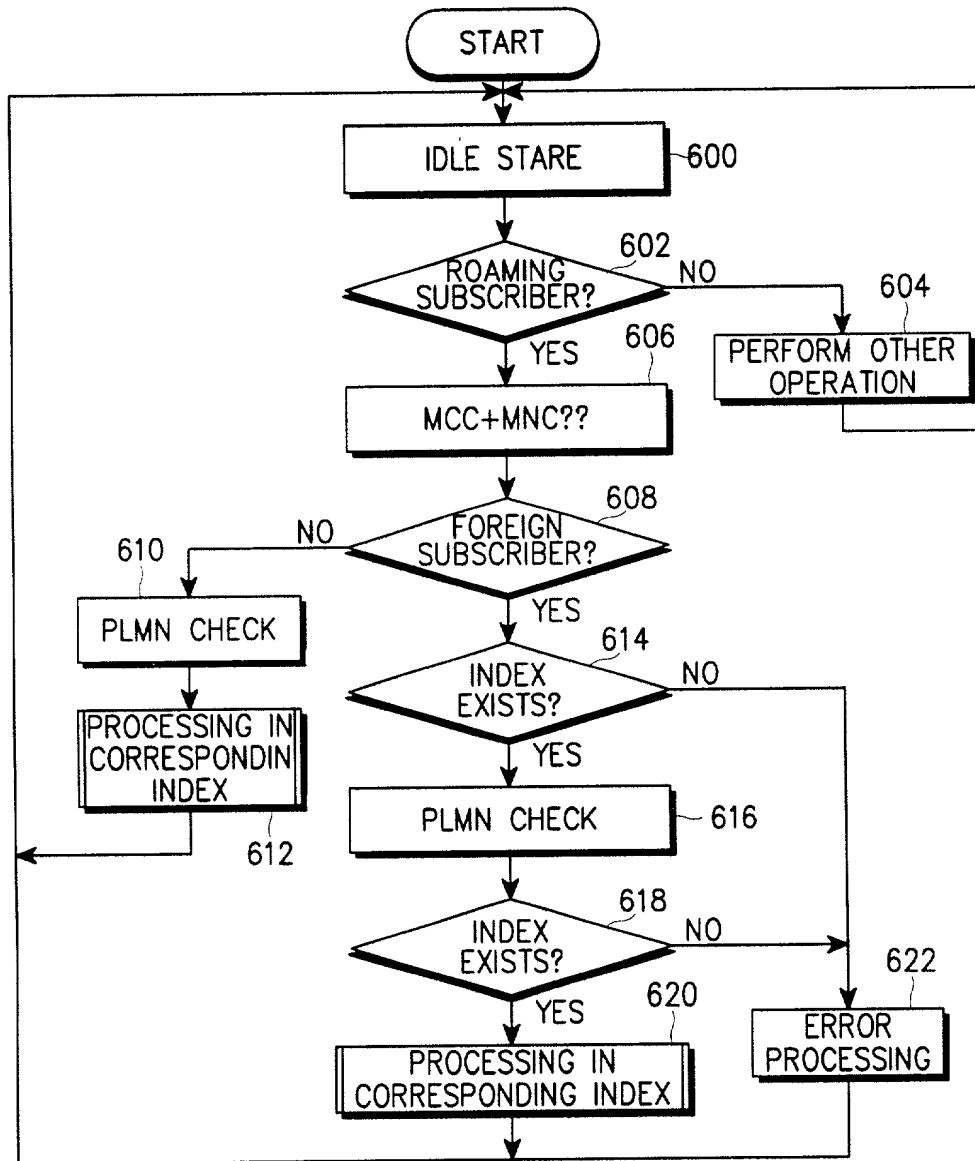 START
IDLE STARE
600
602
ROAMING
SUBSCRIBER?
NO
YES
604
PERFORM OTHER
OPERATION
606
MCC+MNC??
608
FOREIGN
SUBSCRIBER?
NO
YES
610
PLMN CHECK
614
INDEX
EXISTS?
NO
YES
PROCESSING IN
CORRESPONDIN
INDEX
612
PLMN CHECK
616
618
INDEX
EXISTS?
NO
YES
620
PROCESSING IN
CORRESPONDING INDEX
622
ERROR
PROCESSING